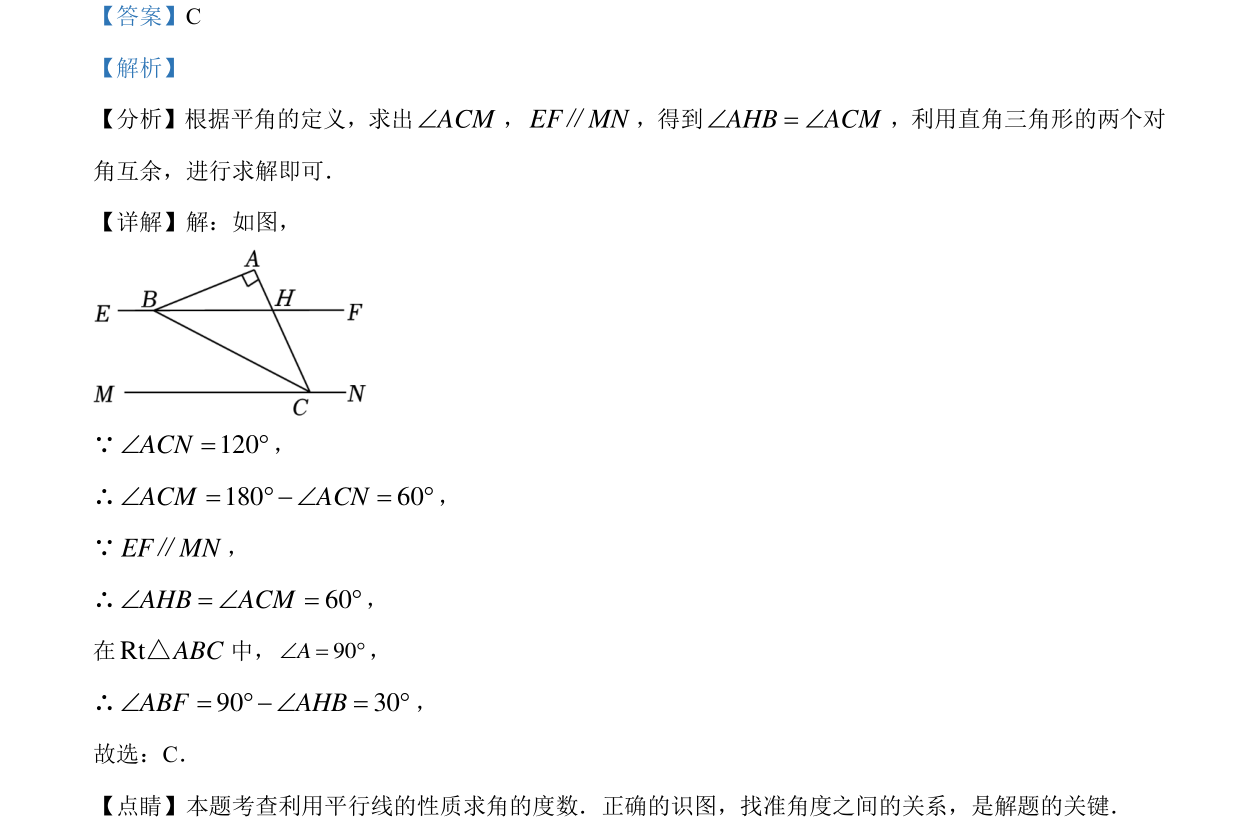 【答案】C
【解析】
【分析】根据平角的定义，求出∠ACM，EF∥MN，得到∠AHB=∠ACM，利用直角三角形的两个对
角互余，进行求解即可．
【详解】解：如图，
A
B H
E F
M N
C
∵∠ACN=120°，
∴∠ACM=180°−∠ACN=60°，
∵EF∥MN，
∴∠AHB=∠ACM=60°，
在Rt△ABC中，∠A=90°，
∴∠ABF=90°−∠AHB=30°，
故选：C．
【点睛】本题考查利用平行线的性质求角的度数．正确的识图，找准角度之间的关系，是解题的关键．